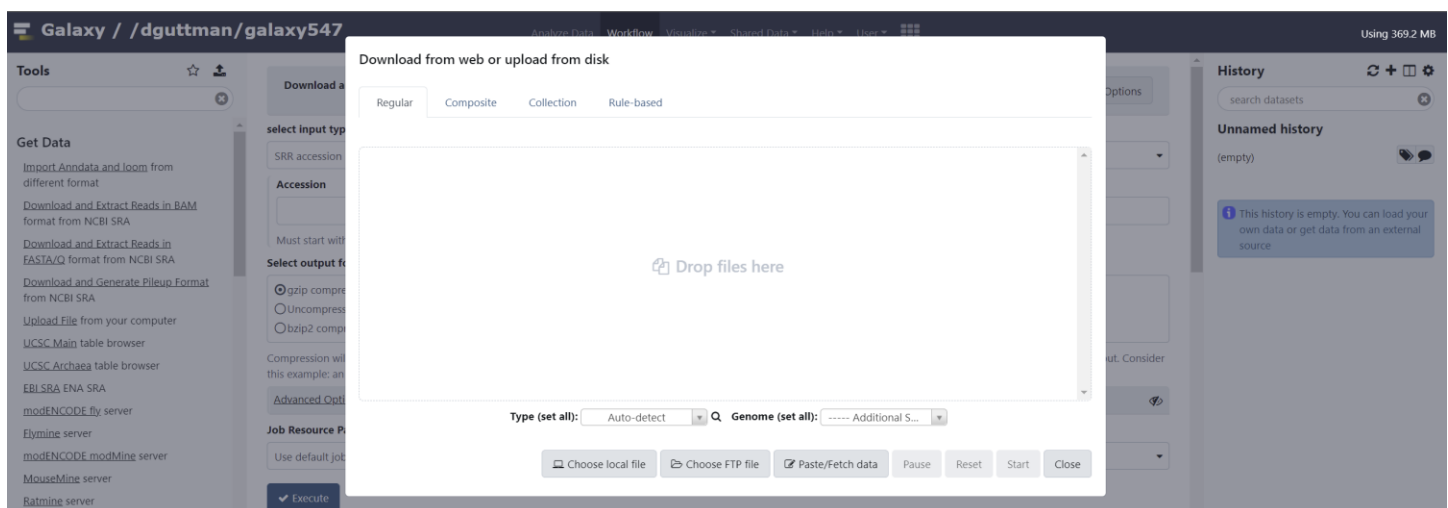 Galaxy / /dguttman/galaxy547
Analyze Data Workflow Visualize Shared Data Help User
Using 369.2 MB
Tools
Get Data
Import Anndata and loom from
different format
Download and Extract Reads in BAM
format from NCBI SRA
Download and Extract Reads in
FASTA/Q format from NCBI SRA
Download and Generate Pileup Format
from NCBI SRA
Upload File from your computer
UCSC Main table browser
UCSC Archaea table browser
EBI SRA ENA SRA
modENCODE fly server
Flymine server
modENCODE modMine server
MouseMine server
Ratmine server
Download a
Options
select input typ
SRR accession
Accession
Must start with
Select output fo
gzip compre
Uncompress
bzip2 compr
Compression wil
ut. Consider
this example: an
Advanced Opti
Job Resource Pa
Use default job
Execute
Download from web or upload from disk
Regular Composite Collection Rule-based
Drop files here
Type (set all): Auto-detect Genome (set all): ----- Additional S...
Choose local file Choose FTP file Paste/Fetch data Pause Reset Start Close
History
search datasets
Unnamed history
(empty)
This history is empty. You can load your
own data or get data from an external
source